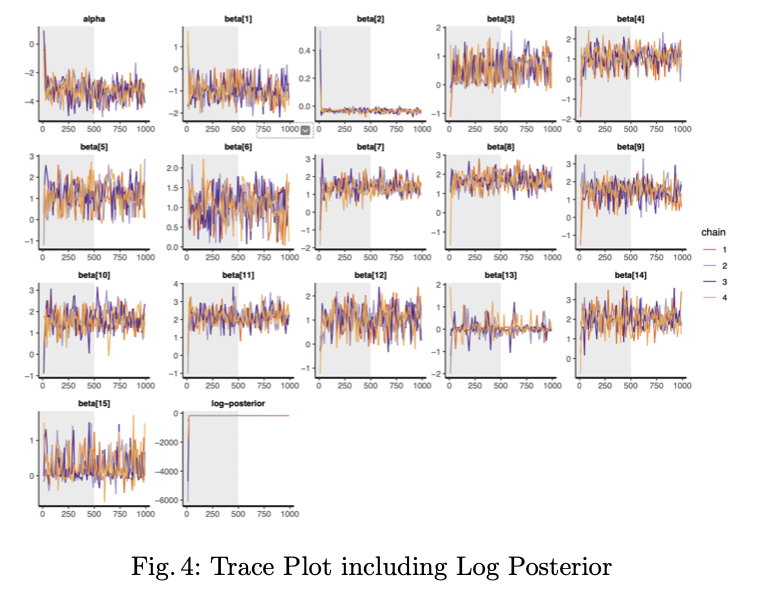 alpha beta[1] beta[2] beta[3] beta[4]
0 −2 −4
1 0 −1 −2
0.4 0.2 0.0
2 1 0 −1
2 1 0 −1 −2
0 250 500 750 1000 0 250 500 750 1000 0 250 500 750 1000 0 250 500 750 1000 0 250 500 750 1000
beta[5] beta[6] beta[7] beta[8] beta[9]
3 2 1 0 −1
2.0 1.5 1.0 0.5 0.0
3 2 1 0 −1 −2
3 2 1 0 −1
3 2 1 0 −1
0 250 500 750 1000 0 250 500 750 1000 0 250 500 750 1000 0 250 500 750 1000 0 250 500 750 1000
chain
1
2
3
4
beta[10] beta[11] beta[12] beta[13] beta[14]
3 2 1 0 −1
4 3 2 1 0 −1
2 1 0 −1
2 1 0 −1 −2
3 2 1 0
0 250 500 750 1000 0 250 500 750 1000 0 250 500 750 1000 0 250 500 750 1000 0 250 500 750 1000
beta[15] log−posterior
1 0
0 −2000 −4000 −6000
0 250 500 750 1000 0 250 500 750 1000
Fig. 4: Trace Plot including Log Posterior